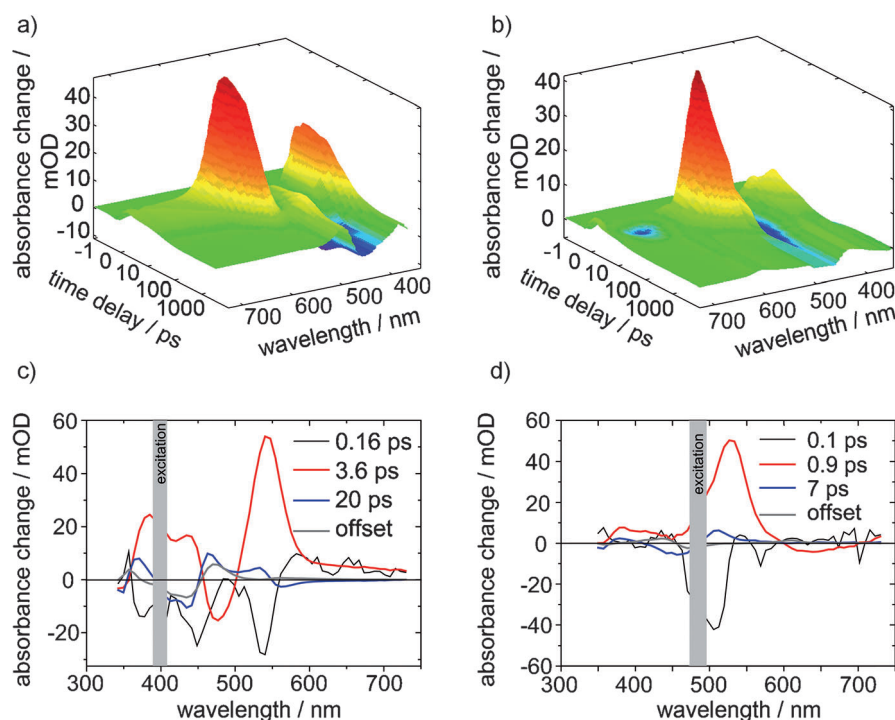 a)
absorbance change /
mOD
40
30
20
10
0
-10
-1
0
10
100
1000
time delay / ps
700
600
500
400
wavelength / nm
b)
absorbance change /
mOD
40
30
20
10
0
-1
0
10
100
1000
time delay / ps
700
600
500
400
wavelength / nm
c)
absorbance change / mOD
60
40
20
0
-20
excitation
0.16 ps
3.6 ps
20 ps
offset
300 400 500 600 700
wavelength / nm
d)
absorbance change / mOD
60
40
20
0
-20
-40
-60
excitation
0.1 ps
0.9 ps
7 ps
offset
300 400 500 600 700
wavelength / nm